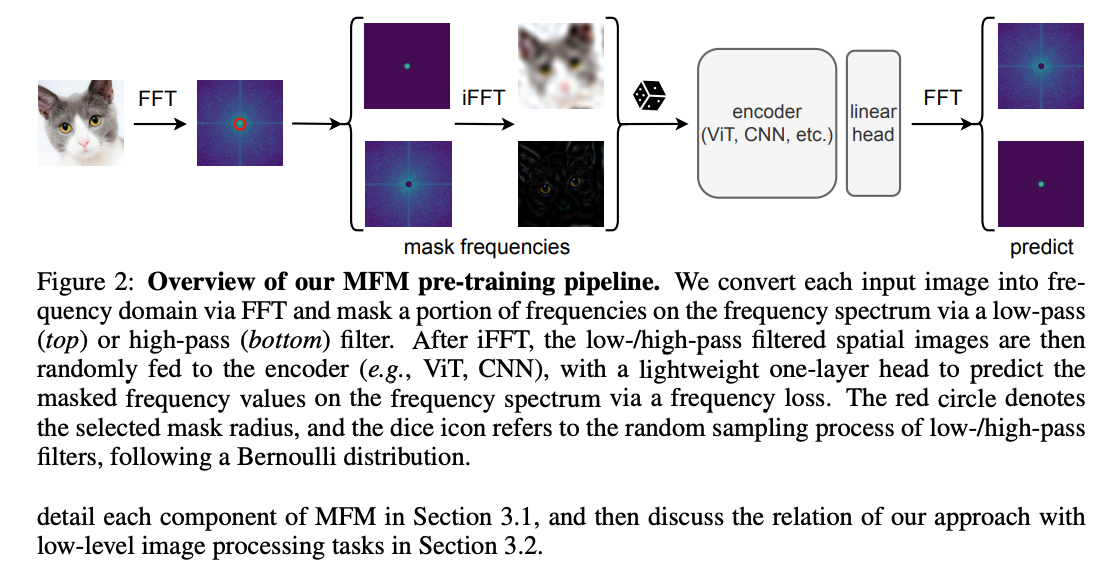 FFT
iFFT
mask frequencies
encoder
(ViT, CNN, etc.)
linear
head
FFT
predict
Figure 2: Overview of our MFM pre-training pipeline. We convert each input image into fre-
quency domain via FFT and mask a portion of frequencies on the frequency spectrum via a low-pass
(top) or high-pass (bottom) filter. After iFFT, the low-/high-pass filtered spatial images are then
randomly fed to the encoder (e.g., ViT, CNN), with a lightweight one-layer head to predict the
masked frequency values on the frequency spectrum via a frequency loss. The red circle denotes
the selected mask radius, and the dice icon refers to the random sampling process of low-/high-pass
filters, following a Bernoulli distribution.
detail each component of MFM in Section 3.1, and then discuss the relation of our approach with
low-level image processing tasks in Section 3.2.